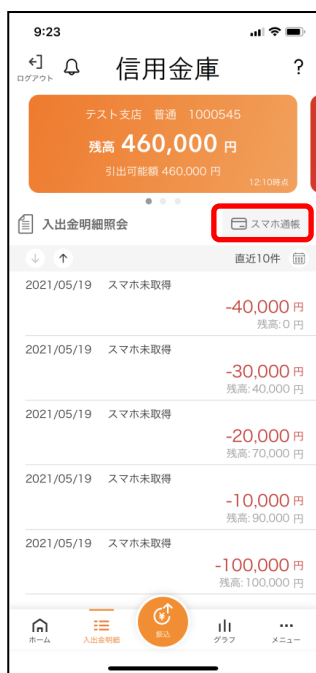 9:23
ログアウト
信用金庫
?
テスト支店 普通 1000545
残高 460,000 円
引出可能額 460,000 円
12:10時点
入出金明細照会
スマホ通帳
↓ ↑ 直近10件
2021/05/19 スマホ未取得
-40,000 円
残高:0 円
2021/05/19 スマホ未取得
-30,000 円
残高:40,000 円
2021/05/19 スマホ未取得
-20,000 円
残高:70,000 円
2021/05/19 スマホ未取得
-10,000 円
残高:90,000 円
2021/05/19 スマホ未取得
-100,000 円
残高:100,000 円
ホーム 入出金明細 振込 グラフ メニュー